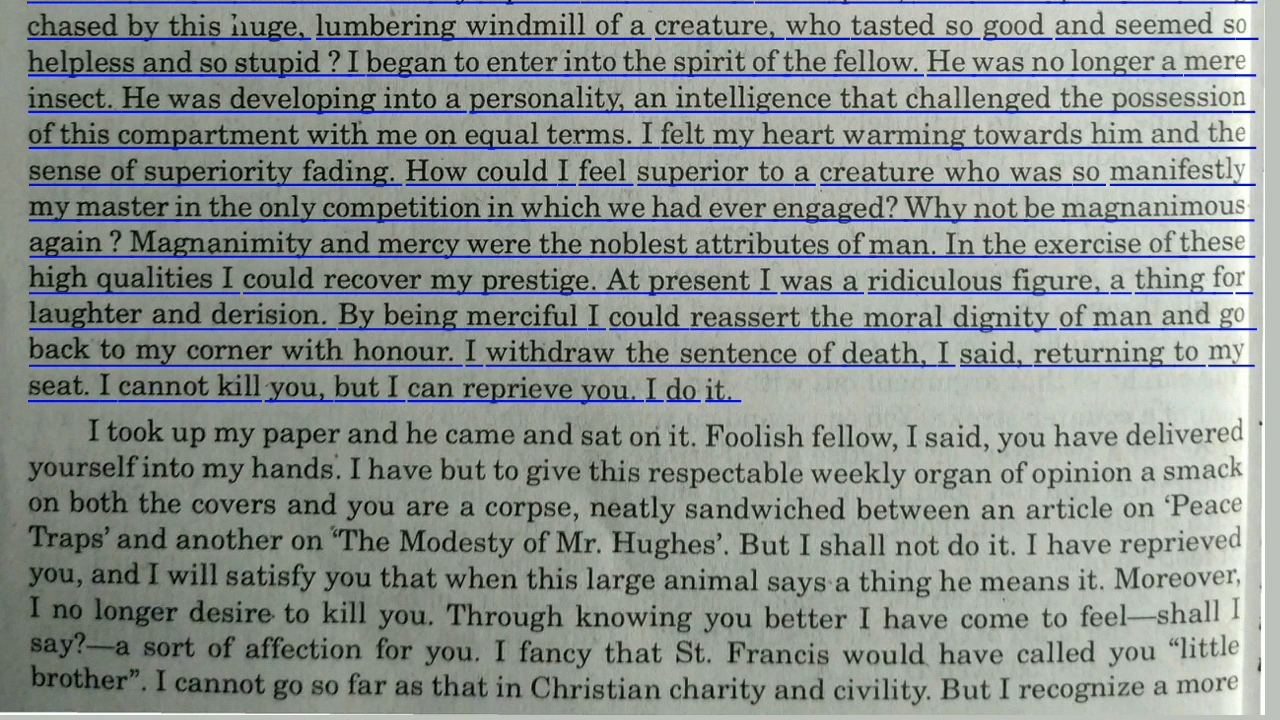 chased by this huge, lumbering windmill of a creature, who tasted so good and seemed so
helpless and so stupid ? I began to enter into the spirit of the fellow. He was no longer a mere
insect. He was developing into a personality, an intelligence that challenged the possession
of this compartment with me on equal terms. I felt my heart warming towards him and the
sense of superiority fading. How could I feel superior to a creature who was so manifestly
my master in the only competition in which we had ever engaged? Why not be magnanimous
again ? Magnanimity and mercy were the noblest attributes of man. In the exercise of these
high qualities I could recover my prestige. At present I was a ridiculous figure, a thing for
laughter and derision. By being merciful I could reassert the moral dignity of man and go
back to my corner with honour. I withdraw the sentence of death, I said, returning to my
seat. I cannot kill you, but I can reprieve you. I do it.
I took up my paper and he came and sat on it. Foolish fellow, I said, you have delivered
yourself into my hands. I have but to give this respectable weekly organ of opinion a smack
on both the covers and you are a corpse, neatly sandwiched between an article on ‘Peace
Traps’ and another on ‘The Modesty of Mr. Hughes’. But I shall not do it. I have reprieved
you, and I will satisfy you that when this large animal says a thing he means it. Moreover,
I no longer desire to kill you. Through knowing you better I have come to feel—shall I
say?—a sort of affection for you. I fancy that St. Francis would have called you “little
brother”. I cannot go so far as that in Christian charity and civility. But I recognize a more